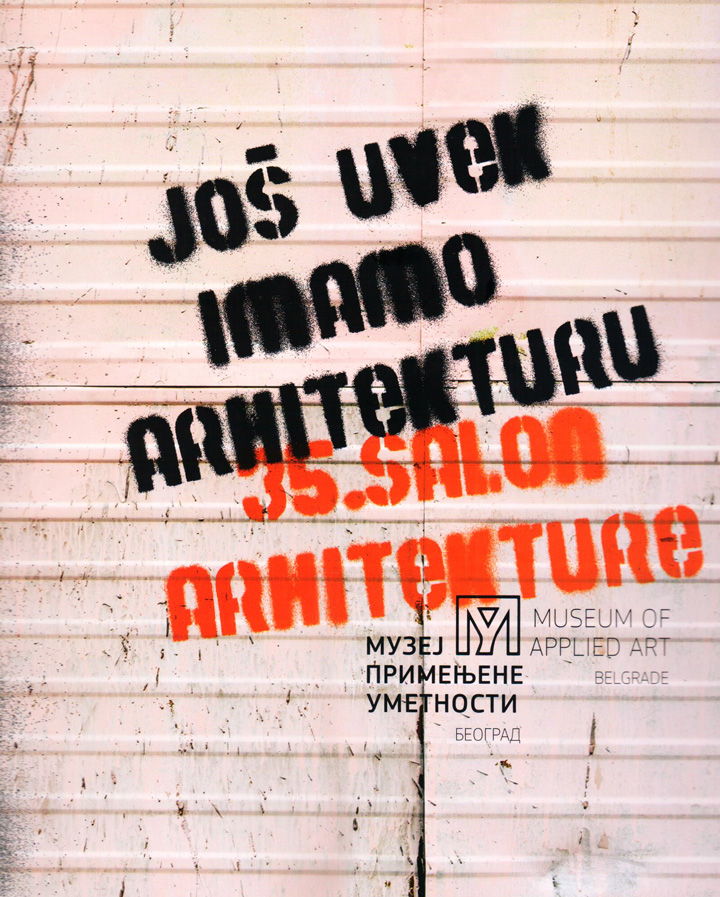 JOŠ UVEK
IMAMO
ARHITEKTURU
35.SALON
ARHITEKTURE
МУЗЕЈ
ПРИМЕЊЕНЕ
УМЕТНОСТИ
БЕОГРАД
MUSEUM OF
APPLIED ART
BELGRADE